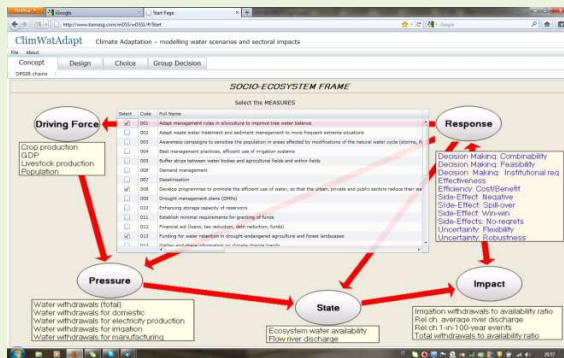 iGoogle
Start Page
http://www.tiamasg.com/mDSS/wDSS/#Start
Google
ClimWatAdapt
Climate Adaptation – modelling water scenarios and sectoral impacts
File About
Concept Design Choice Group Decision
DPSIR chains
SOCIO-ECOSYSTEM FRAME
Select the MEASURES
Select Code Full Name
001 Adapt management rules in silviculture to improve tree water balance
002 Adapt waste water treatment and sediment management to more frequent extreme situations
003 Awareness campaigns to sensitise the population in areas affected by modifications of the natural water cycle (storms,
004 Best management practices, efficient use of irrigation systems
005 Buffer strips between water bodies and agricultural fields and within fields
006 Demand management
007 Desalinisation
008 Develop programmes to promote the efficient use of water, so that the urban, private and public sectors reduce their
009 Drought management plans (DMPs)
010 Enhancing storage capacity of reservoirs
011 Establish minimal requirements for granting of funds
012 Financial aid (loans, tax reduction, debt reduction, funds)
013 Funding for water retention in drought-endangered agriculture and forest landscapes
Driving Force
Crop production
GDP
Livestock production
Population
Response
Decision Making: Combinability
Decision Making: Feasibility
Decision Making: Institutional req
Effectiveness
Efficiency: Cost/Benefit
Side-Effect: Negative
Side-Effect: Spill-over
Side-Effect: Win-win
Side-Effects: No-regrets
Uncertainty: Flexibility
Uncertainty: Robustness
Pressure
Water withdrawals (total)
Water withdrawals for domestic
Water withdrawals for electricity production
Water withdrawals for irrigation
Water withdrawals for manufacturing
State
Ecosystem water availability
Flow river discharge
Impact
Irrigation withdrawals to availability ratio
Rel ch. average river discharge
Rel ch.1-in-100-year events
Total withdrawals to availability ratio